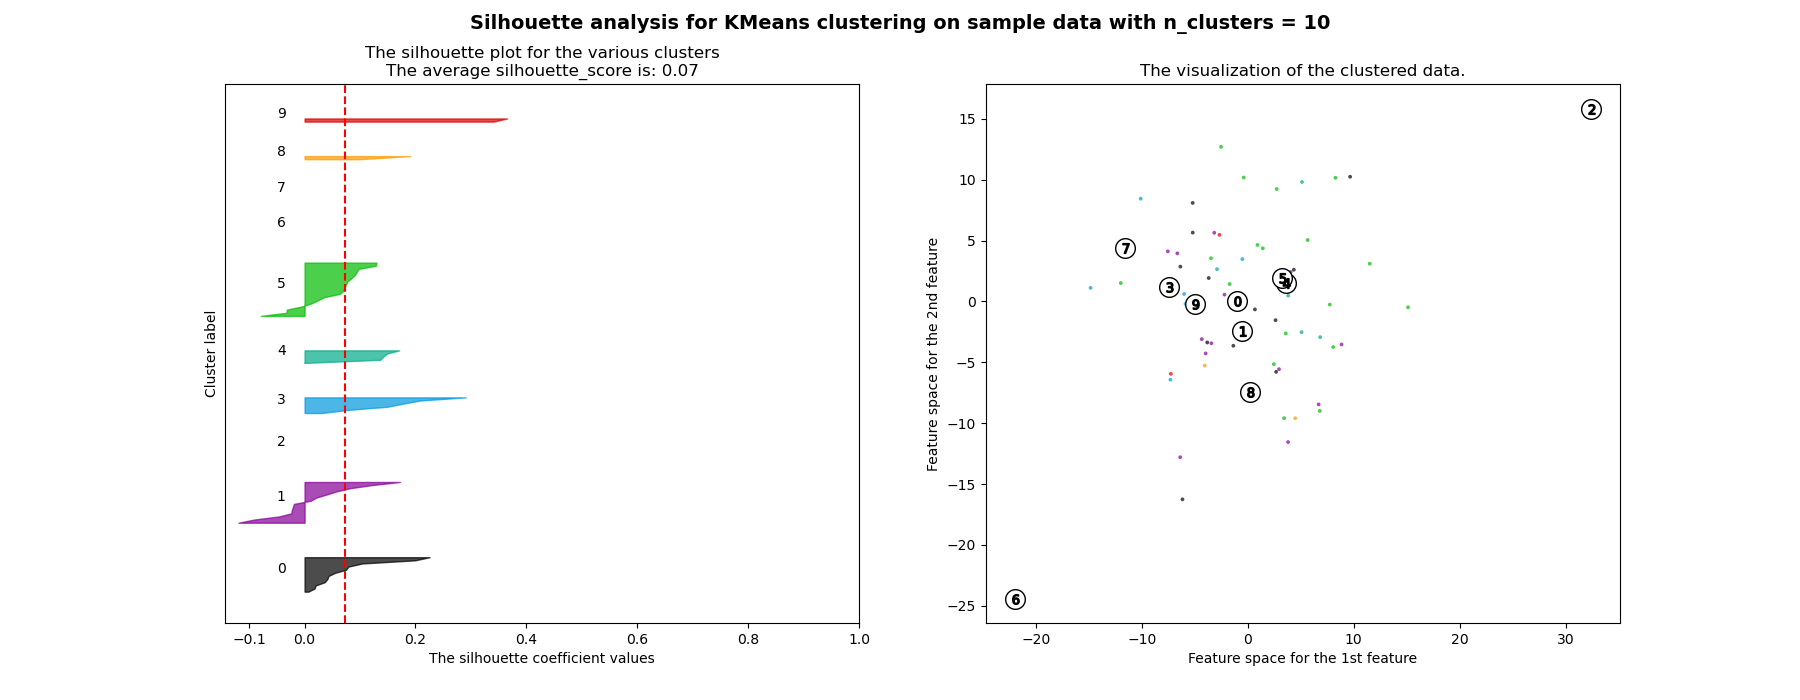 Silhouette analysis for KMeans clustering on sample data with n_clusters = 10
The silhouette plot for the various clusters
The average silhouette_score is: 0.07
9
8
7
6
5
4
3
2
1
0
Cluster label
−0.1 0.0 0.2 0.4 0.6 0.8 1.0
The silhouette coefficient values
The visualization of the clustered data.
15
10
5
0
−5
−10
−15
−20
−25
Feature space for the 2nd feature
2
7
5
4
3
9
0
1
8
6
−20 −10 0 10 20 30
Feature space for the 1st feature